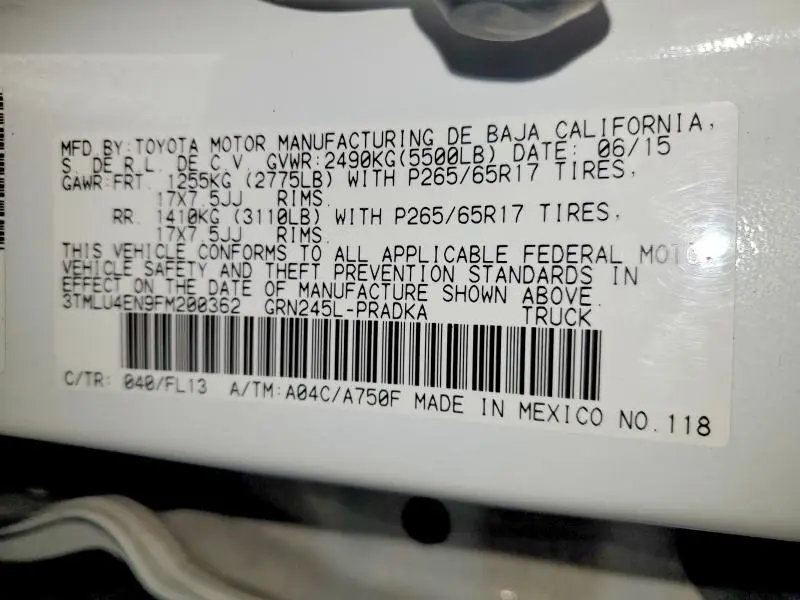 MFD BY:TOYOTA MOTOR MANUFACTURING DE BAJA CALIFORNIA,
S. DE R.L. DE C.V. GVWR:2490KG(5500LB) DATE: 06/15
GAWR:FRT. 1255KG (2775LB) WITH P265/65R17 TIRES,
17X7.5JJ RIMS.
RR. 1410KG (3110LB) WITH P265/65R17 TIRES,
17X7.5JJ RIMS.
THIS VEHICLE CONFORMS TO ALL APPLICABLE FEDERAL MOTOR
VEHICLE SAFETY AND THEFT PREVENTION STANDARDS IN
EFFECT ON THE DATE OF MANUFACTURE SHOWN ABOVE.
3TMLU4EN9FM200362 GRN245L-PRADKA TRUCK
C/TR: 040/FL13 A/TM:A04C/A750F MADE IN MEXICO NO.118